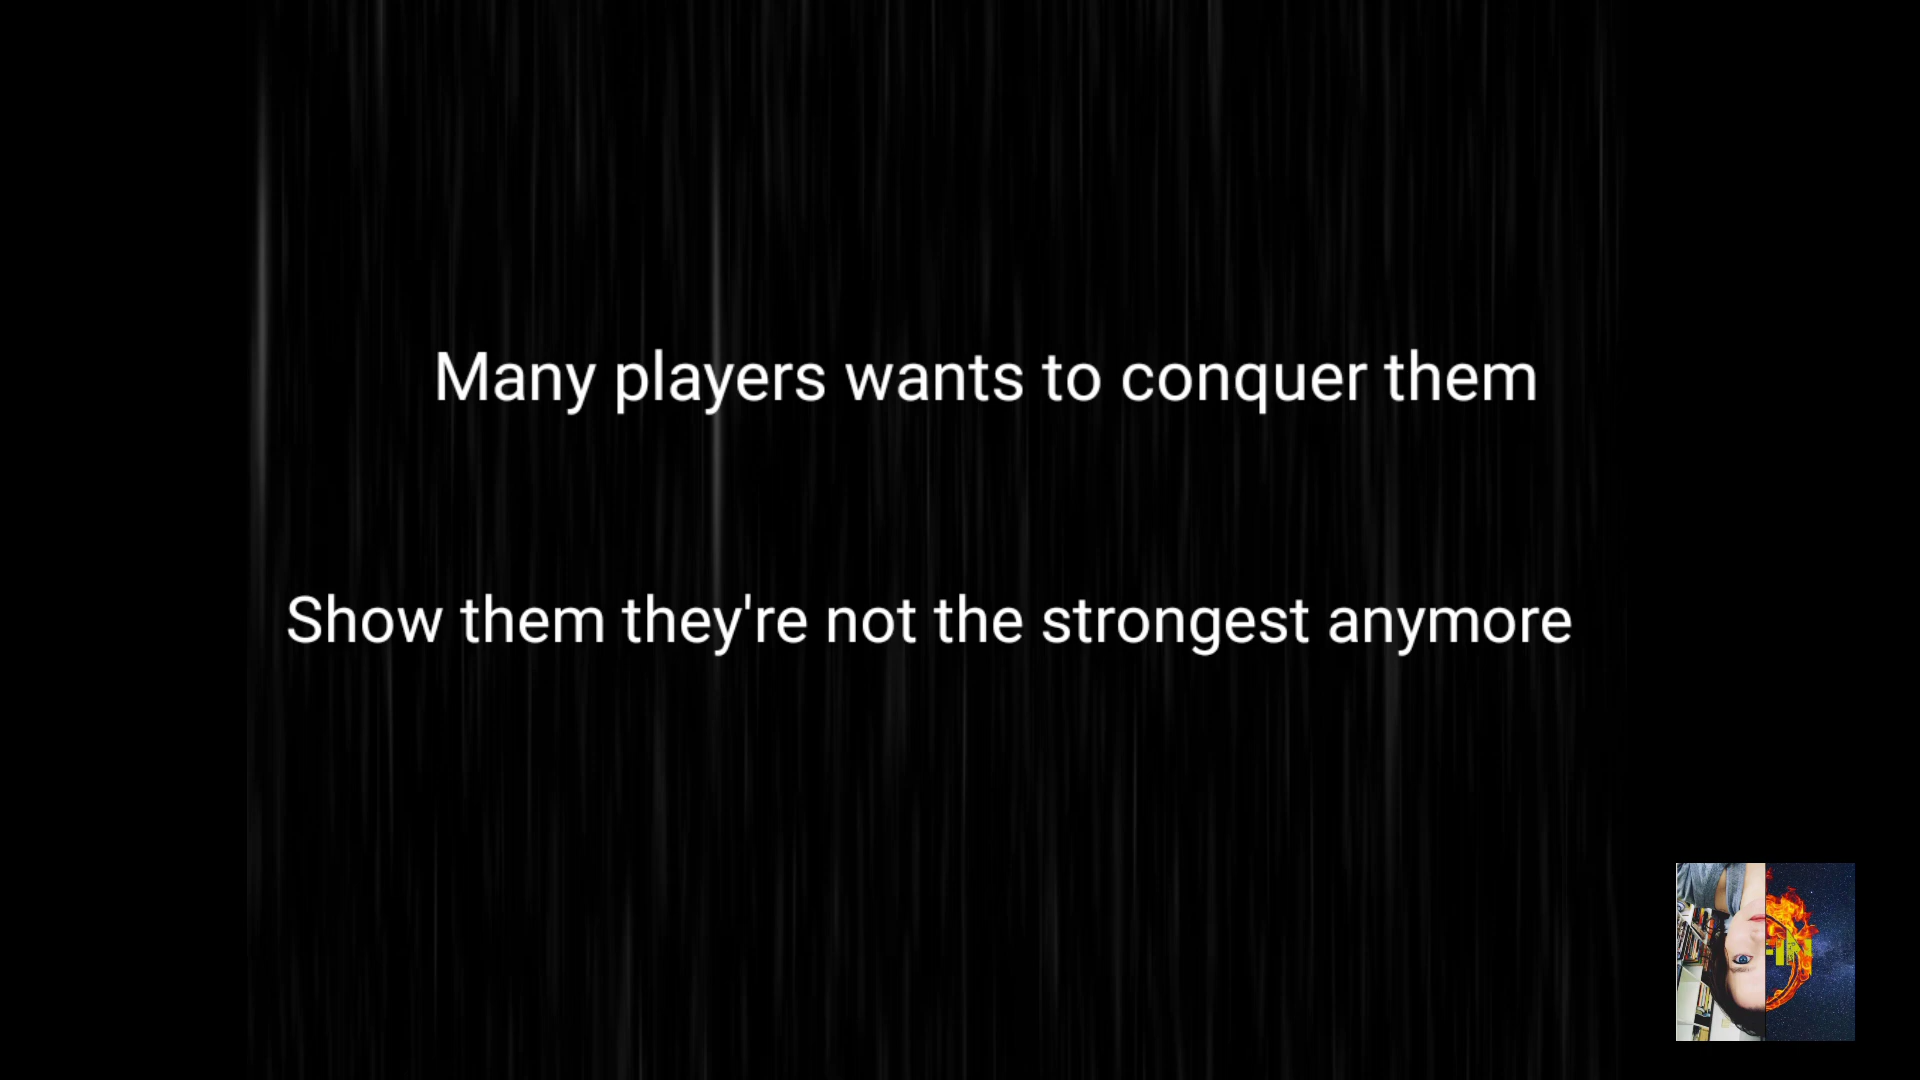 Many players wants to conquer them
Show them they're not the strongest anymore